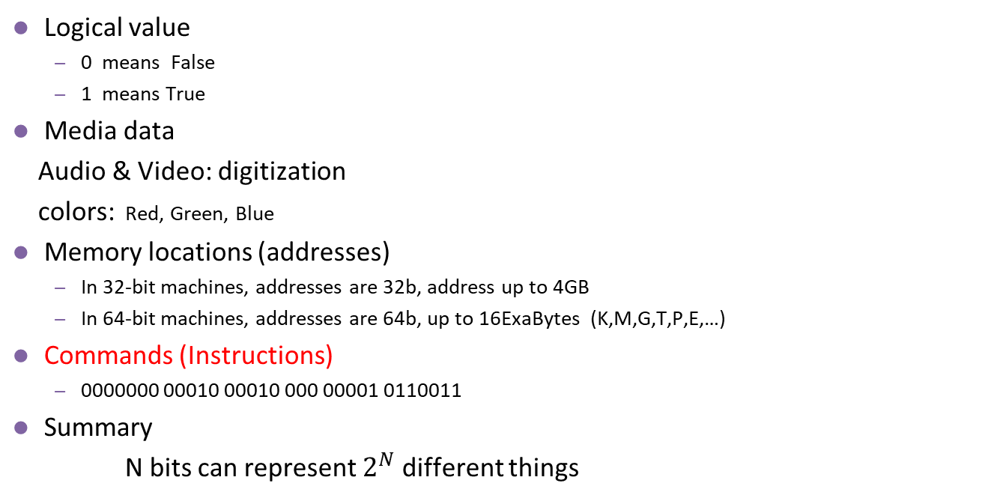 ● Logical value
– 0 means False
– 1 means True
● Media data
Audio & Video: digitization
colors: Red, Green, Blue
● Memory locations (addresses)
– In 32-bit machines, addresses are 32b, address up to 4GB
– In 64-bit machines, addresses are 64b, up to 16ExaBytes (K,M,G,T,P,E,…)
● Commands (Instructions)
– 0000000 00010 00010 000 00001 0110011
● Summary
N bits can represent 2^N different things